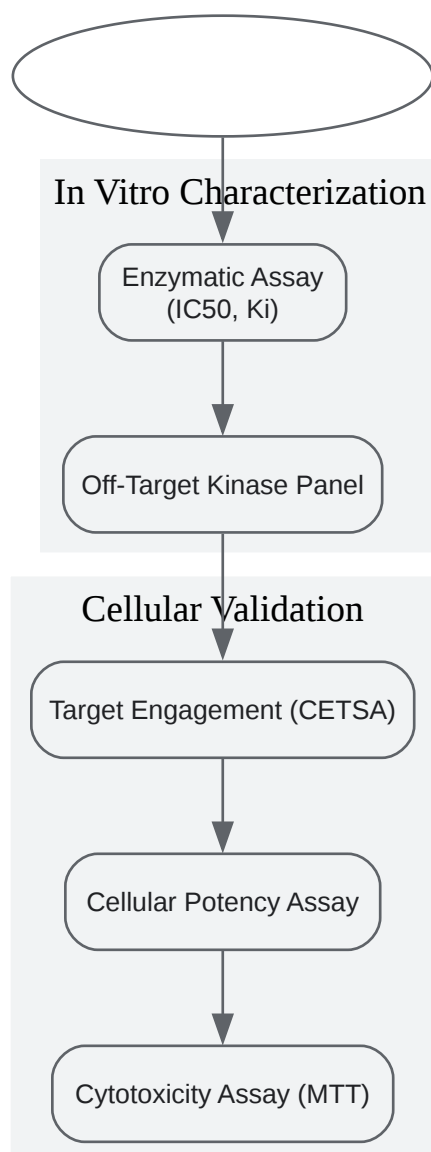 In Vitro Characterization
Enzymatic Assay
(IC50, Ki)
Off-Target Kinase Panel
Cellular Validation
Target Engagement (CETSA)
Cellular Potency Assay
Cytotoxicity Assay (MTT)